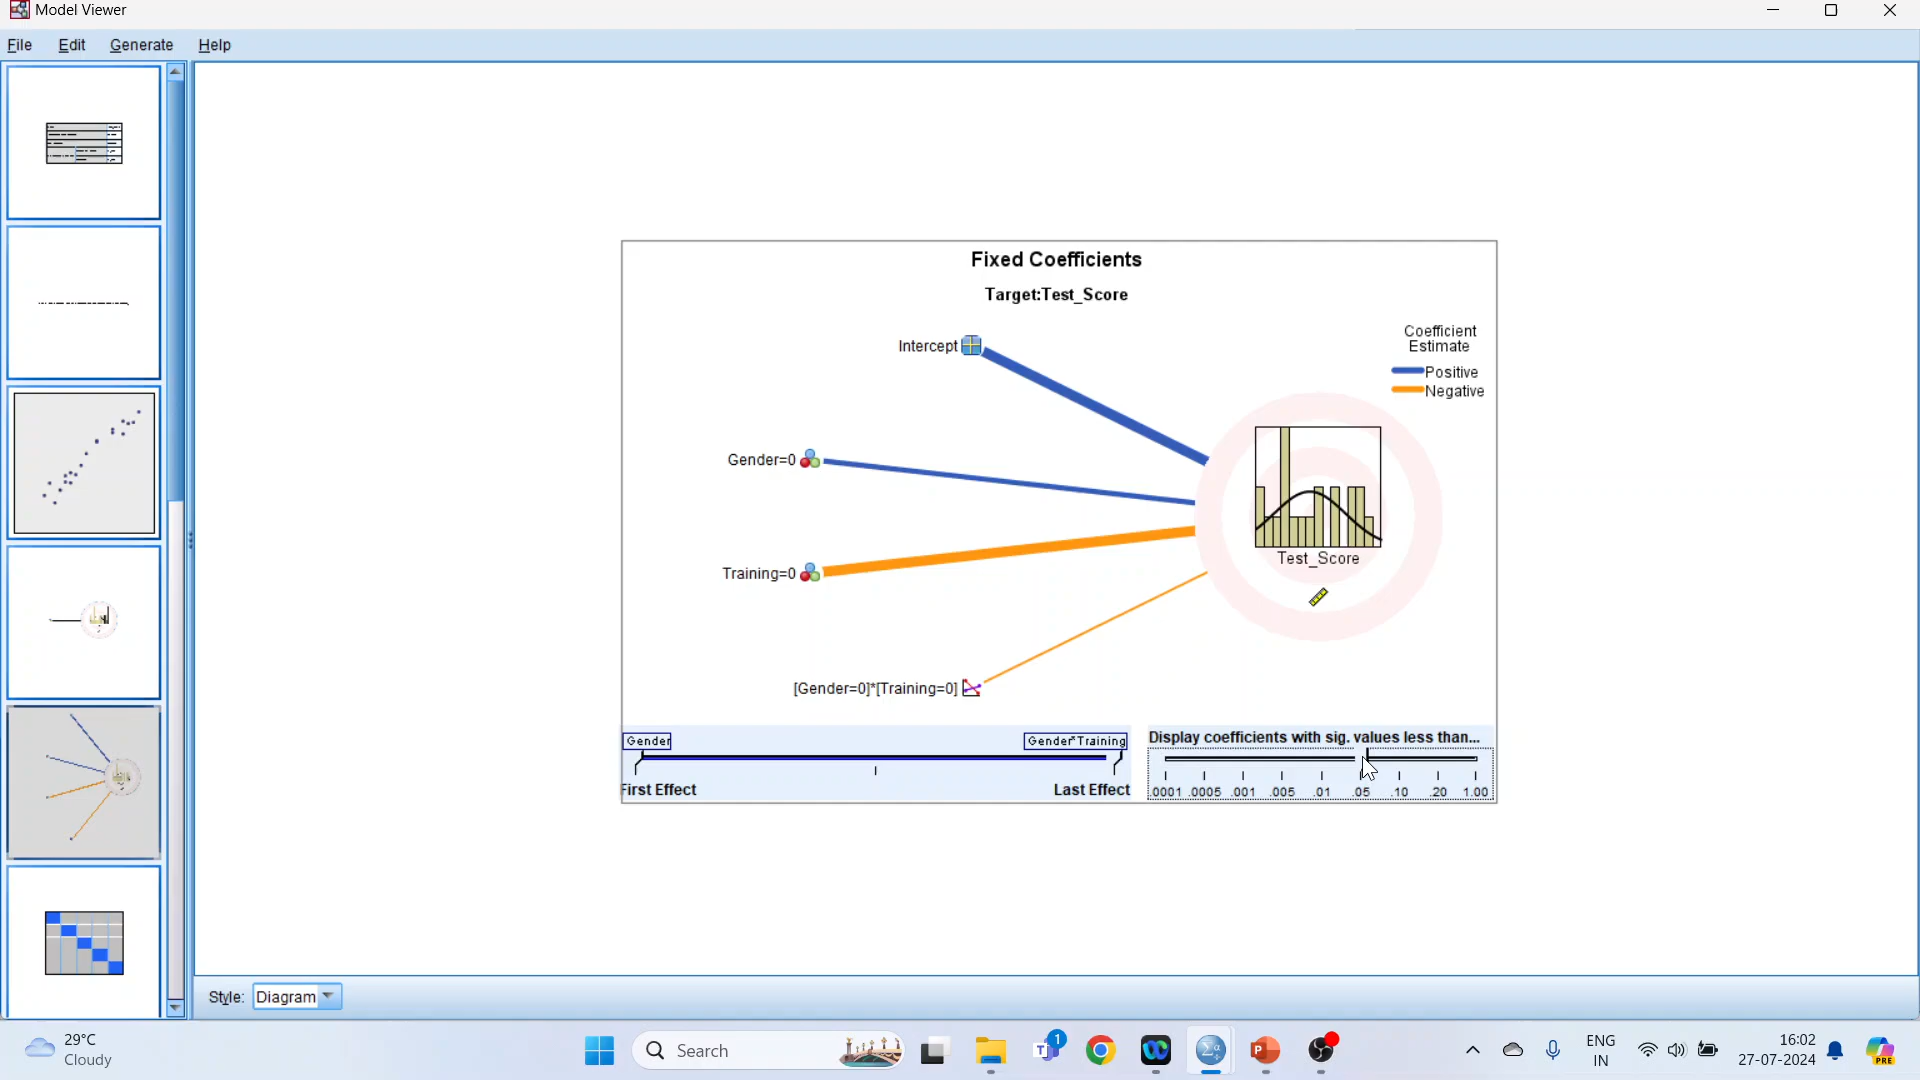 Model Viewer
File Edit Generate Help
Fixed Coefficients
Target:Test_Score
Coefficient
Estimate
Positive
Negative
Intercept
Gender=0
Training=0
[Gender=0]*[Training=0]
Test_Score
Gender
Gender*Training
First Effect
Last Effect
Display coefficients with sig. values less than...
.0001 .0005 .001 .005 .01 .05 .10 .20 1.00
Style: Diagram
29°C
Cloudy
Search
1
ENG
IN
16:02
27-07-2024
PRE